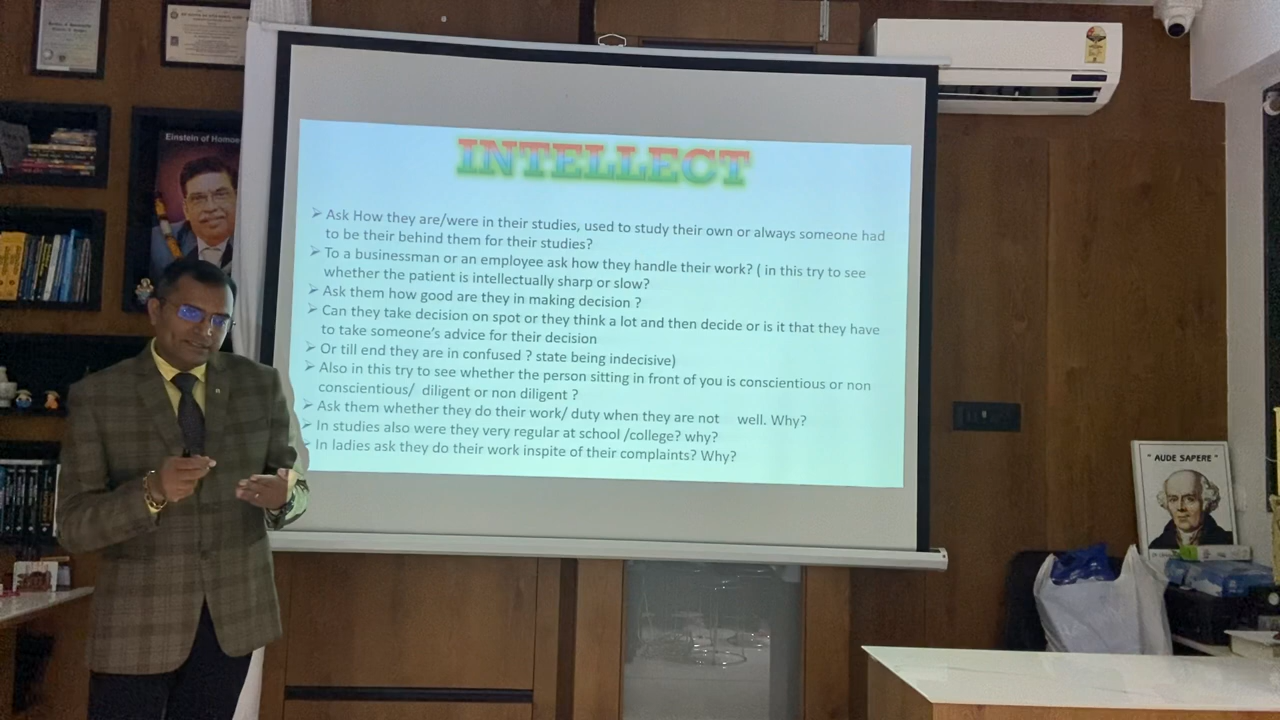 Einstein of Homoe
INTELLECT
➢ Ask How they are/were in their studies, used to study their own or always someone had
to be their behind them for their studies?
➢ To a businessman or an employee ask how they handle their work? ( in this try to see
whether the patient is intellectually sharp or slow?
➢ Ask them how good are they in making decision ?
➢ Can they take decision on spot or they think a lot and then decide or is it that they have
to take someone's advice for their decision
➢ Or till end they are in confused ? state being indecisive)
➢ Also in this try to see whether the person sitting in front of you is conscientious or non
conscientious/ diligent or non diligent ?
➢ Ask them whether they do their work/ duty when they are not well. Why?
➢ In studies also were they very regular at school /college? why?
➢ In ladies ask they do their work inspite of their complaints? Why?
" AUDE SAPERE "